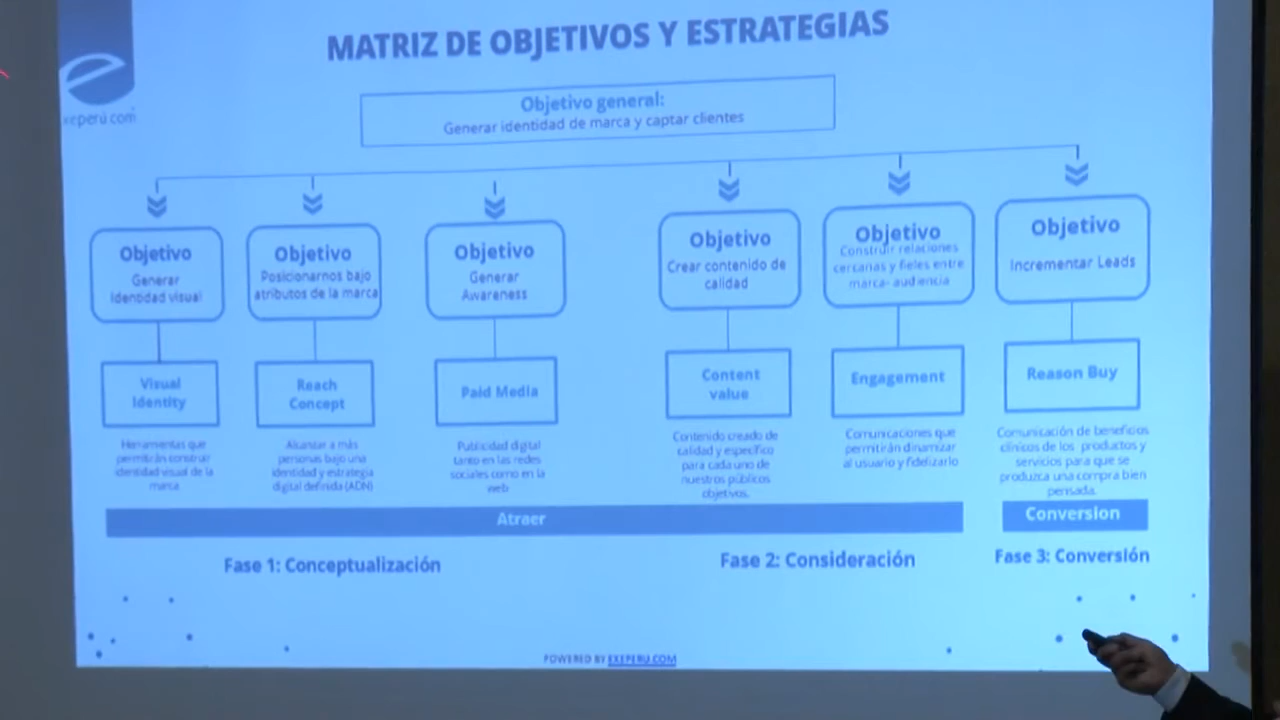 MATRIZ DE OBJETIVOS Y ESTRATEGIAS
xeperú.com
Objetivo general:
Generar identidad de marca y captar clientes
Objetivo
Generar
Identidad visual
Objetivo
Posicionarnos bajo
atributos de la marca
Objetivo
Generar
Awareness
Objetivo
Crear contenido de
calidad
Objetivo
Construir relaciones
cercanas y fieles entre
marca- audiencia
Objetivo
Incrementar Leads
Visual
Identity
Reach
Concept
Paid Media
Content
value
Engagement
Reason Buy
Herramientas que
permitirán construir
identidad visual de la
marca
Alcanzar a más
personas bajo una
identidad y estrategia
digital definida (ADN)
Publicidad digital
tanto en las redes
sociales como en la
web
Contenido creado de
calidad y específico
para cada uno de
nuestros públicos
objetivos.
Comunicaciones que
permitirán dinamizar
al usuario y fidelizarlo
Comunicación de beneficios
clínicos de los productos y
servicios para que se
produzca una compra bien
pensada.
Atraer
Conversion
Fase 1: Conceptualización
Fase 2: Consideración
Fase 3: Conversión
POWERED BY EXEPERU.COM